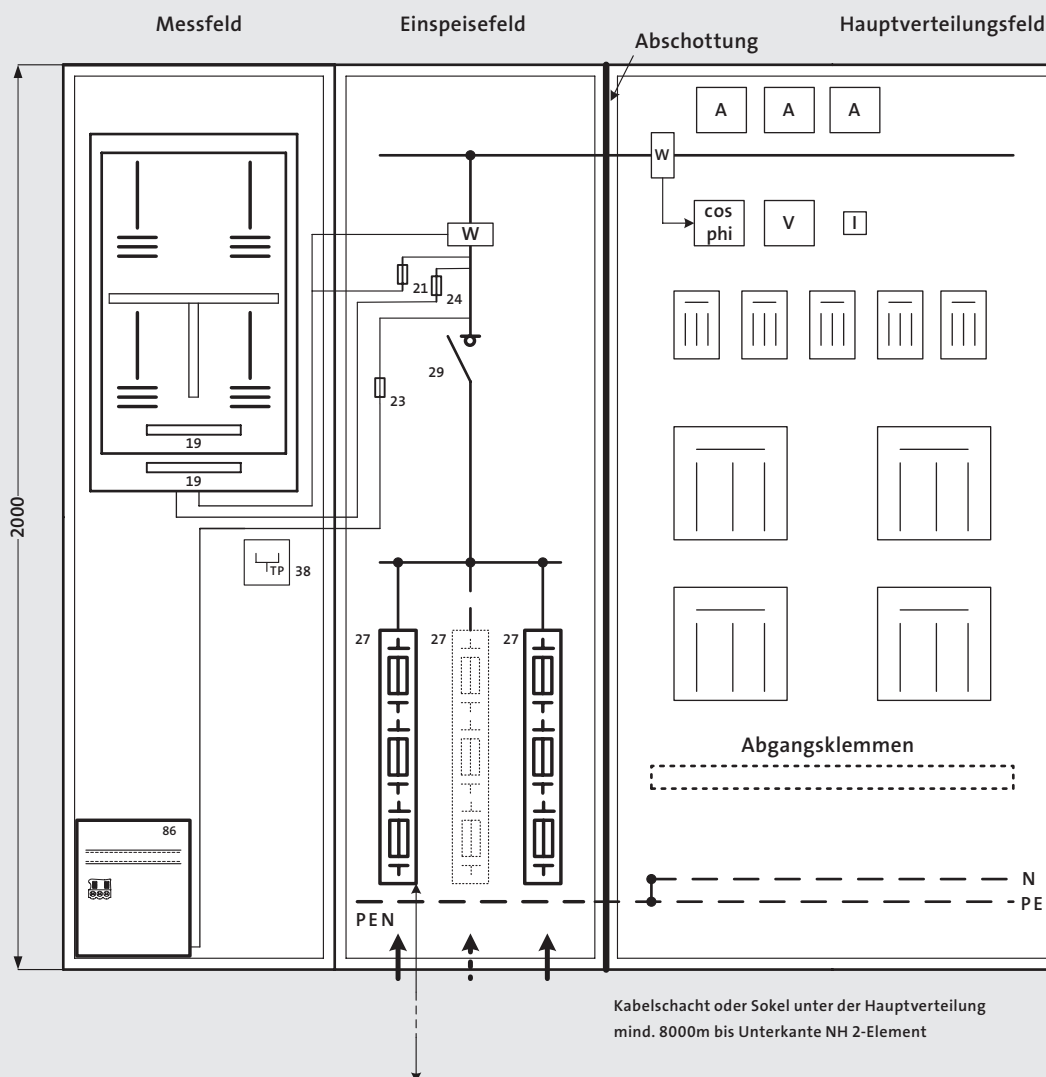 Messfeld
Einspeisefeld
Hauptverteilungsfeld
Abschottung
A
A
A
W
cos
phi
V
I
W
21
24
29
23
19
19
2000
TP
38
27
27
27
Abgangsklemmen
86
N
PE
PEN
Kabelschacht oder Sokel unter der Hauptverteilung
mind. 8000m bis Unterkante NH 2-Element